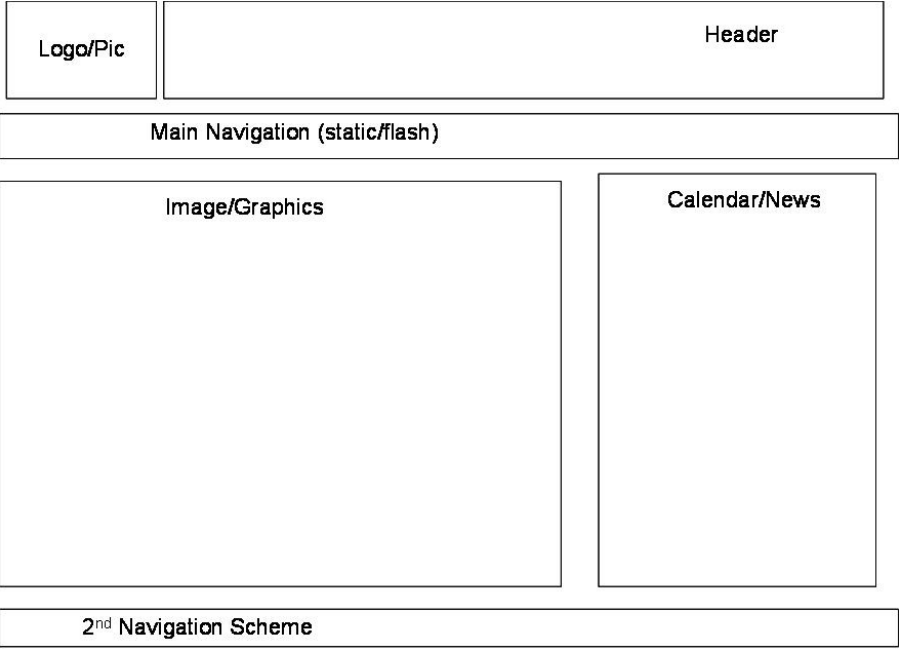 Logo/Pic
Header
Main Navigation (static/flash)
Image/Graphics
Calendar/News
2nd Navigation Scheme